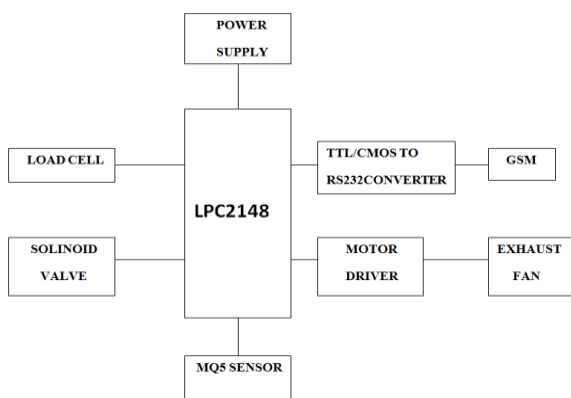 POWER
SUPPLY
LOAD CELL
TTL/CMOS TO
RS232CONVERTER
GSM
LPC2148
SOLINOID
VALVE
MOTOR
DRIVER
EXHAUST
FAN
MQ5 SENSOR